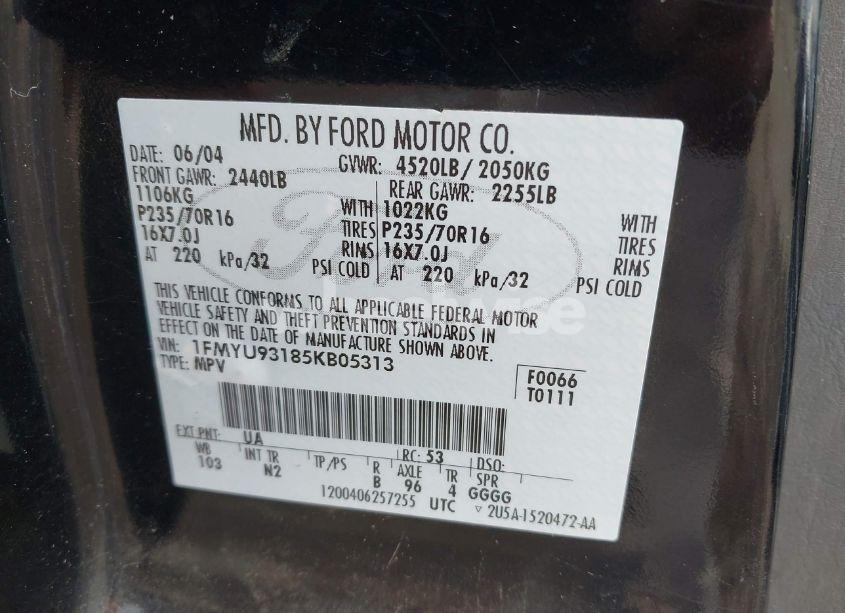 MFD. BY FORD MOTOR CO.
DATE: 06/04 GVWR: 4520LB/ 2050KG
FRONT GAWR: 2440LB REAR GAWR: 2255LB
1106KG WITH 1022KG WITH
P235/70R16 TIRES P235/70R16 TIRES
16X7.0J RIMS 16X7.0J RIMS
AT 220 kPa/32 PSI COLD AT 220 kPa/32 PSI COLD
Ford
THIS VEHICLE CONFORMS TO ALL APPLICABLE FEDERAL MOTOR
VEHICLE SAFETY AND THEFT PREVENTION STANDARDS IN
EFFECT ON THE DATE OF MANUFACTURE SHOWN ABOVE.
VIN: 1FMYU93185KB05313
TYPE: MPV
F0066
T0111
EXT PNT: UA RC: 53 DSO:
WB INT TR TP/PS R AXLE TR SPR
103 N2 B 96 4 GGGG
1200406257255 UTC ▽ 2U5A-1520472-AA